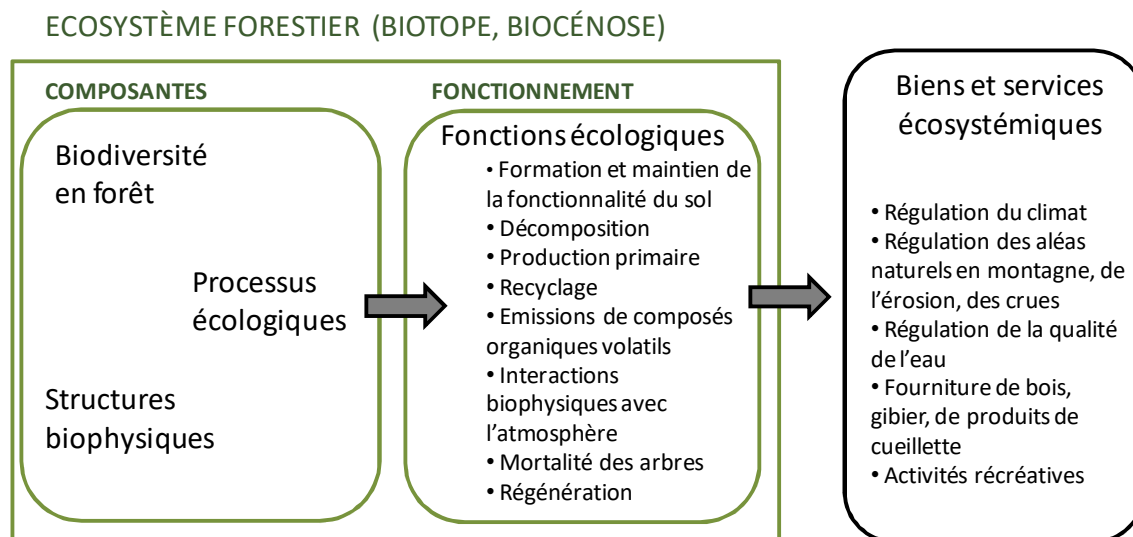 ECOSYSTÈME FORESTIER (BIOTOPE, BIOCÉNOSE)
COMPOSANTES
Biodiversité
en forêt
Processus
écologiques
Structures
biophysiques
FONCTIONNEMENT
Fonctions écologiques
• Formation et maintien de
la fonctionnalité du sol
• Décomposition
• Production primaire
• Recyclage
• Emissions de composés
organiques volatils
• Interactions
biophysiques avec
l'atmosphère
• Mortalité des arbres
• Régénération
Biens et services
écosystémiques
• Régulation du climat
• Régulation des aléas
naturels en montagne, de
l'érosion, des crues
• Régulation de la qualité
de l'eau
• Fourniture de bois,
gibier, de produits de
cueillette
• Activités récréatives